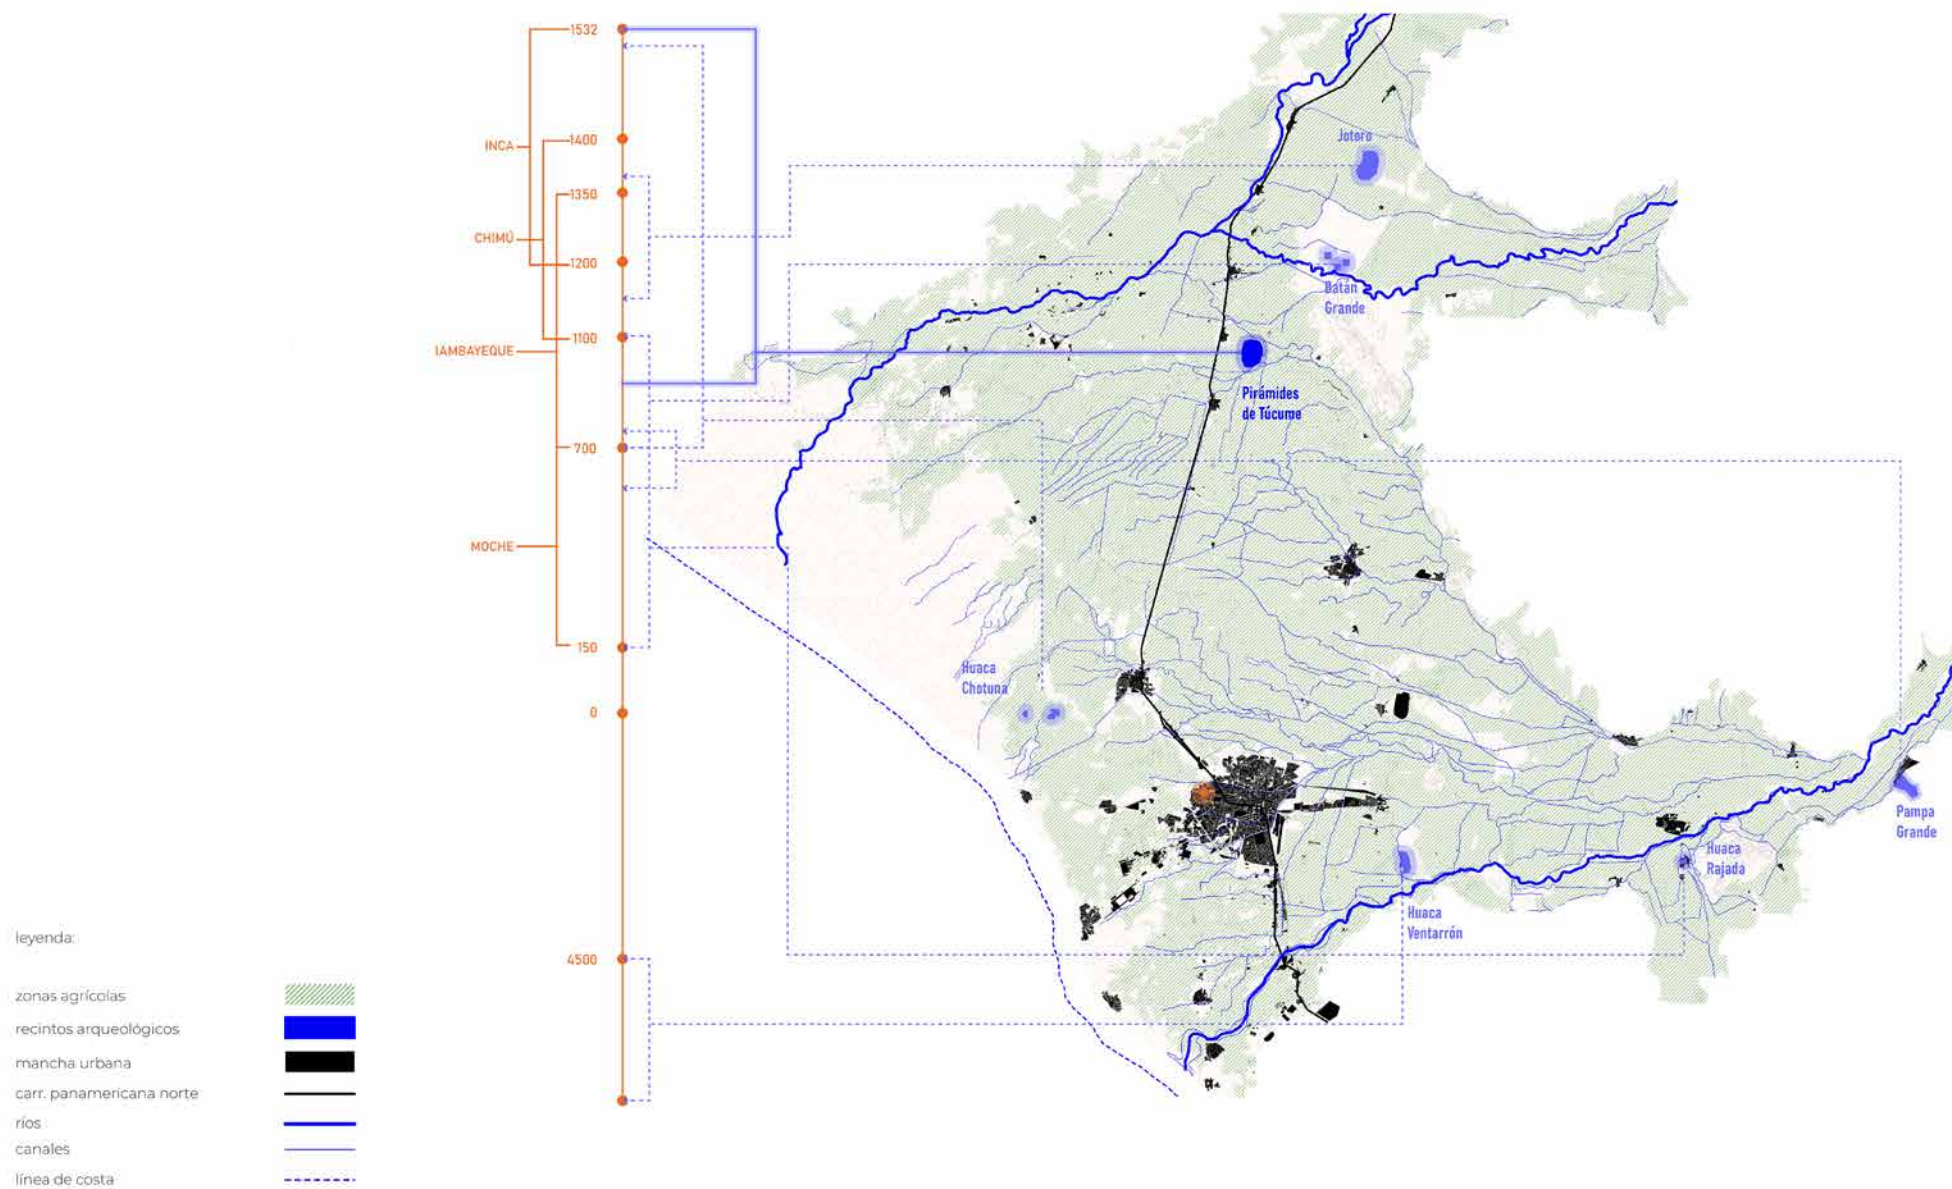 1532
1400
INCA
1350
CHIMÚ
1200
1100
lAMBAYEQUE
700
MOCHE
150
0
4500
Jotoro
Batán
Grande
Pirámides
de Túcume
Huaca
Chotuna
Pampa
Grande
Huaca
Rajada
Huaca
Ventarrón
leyenda:
zonas agrícolas
recintos arqueológicos
mancha urbana
carr. panamericana norte
ríos
canales
línea de costa